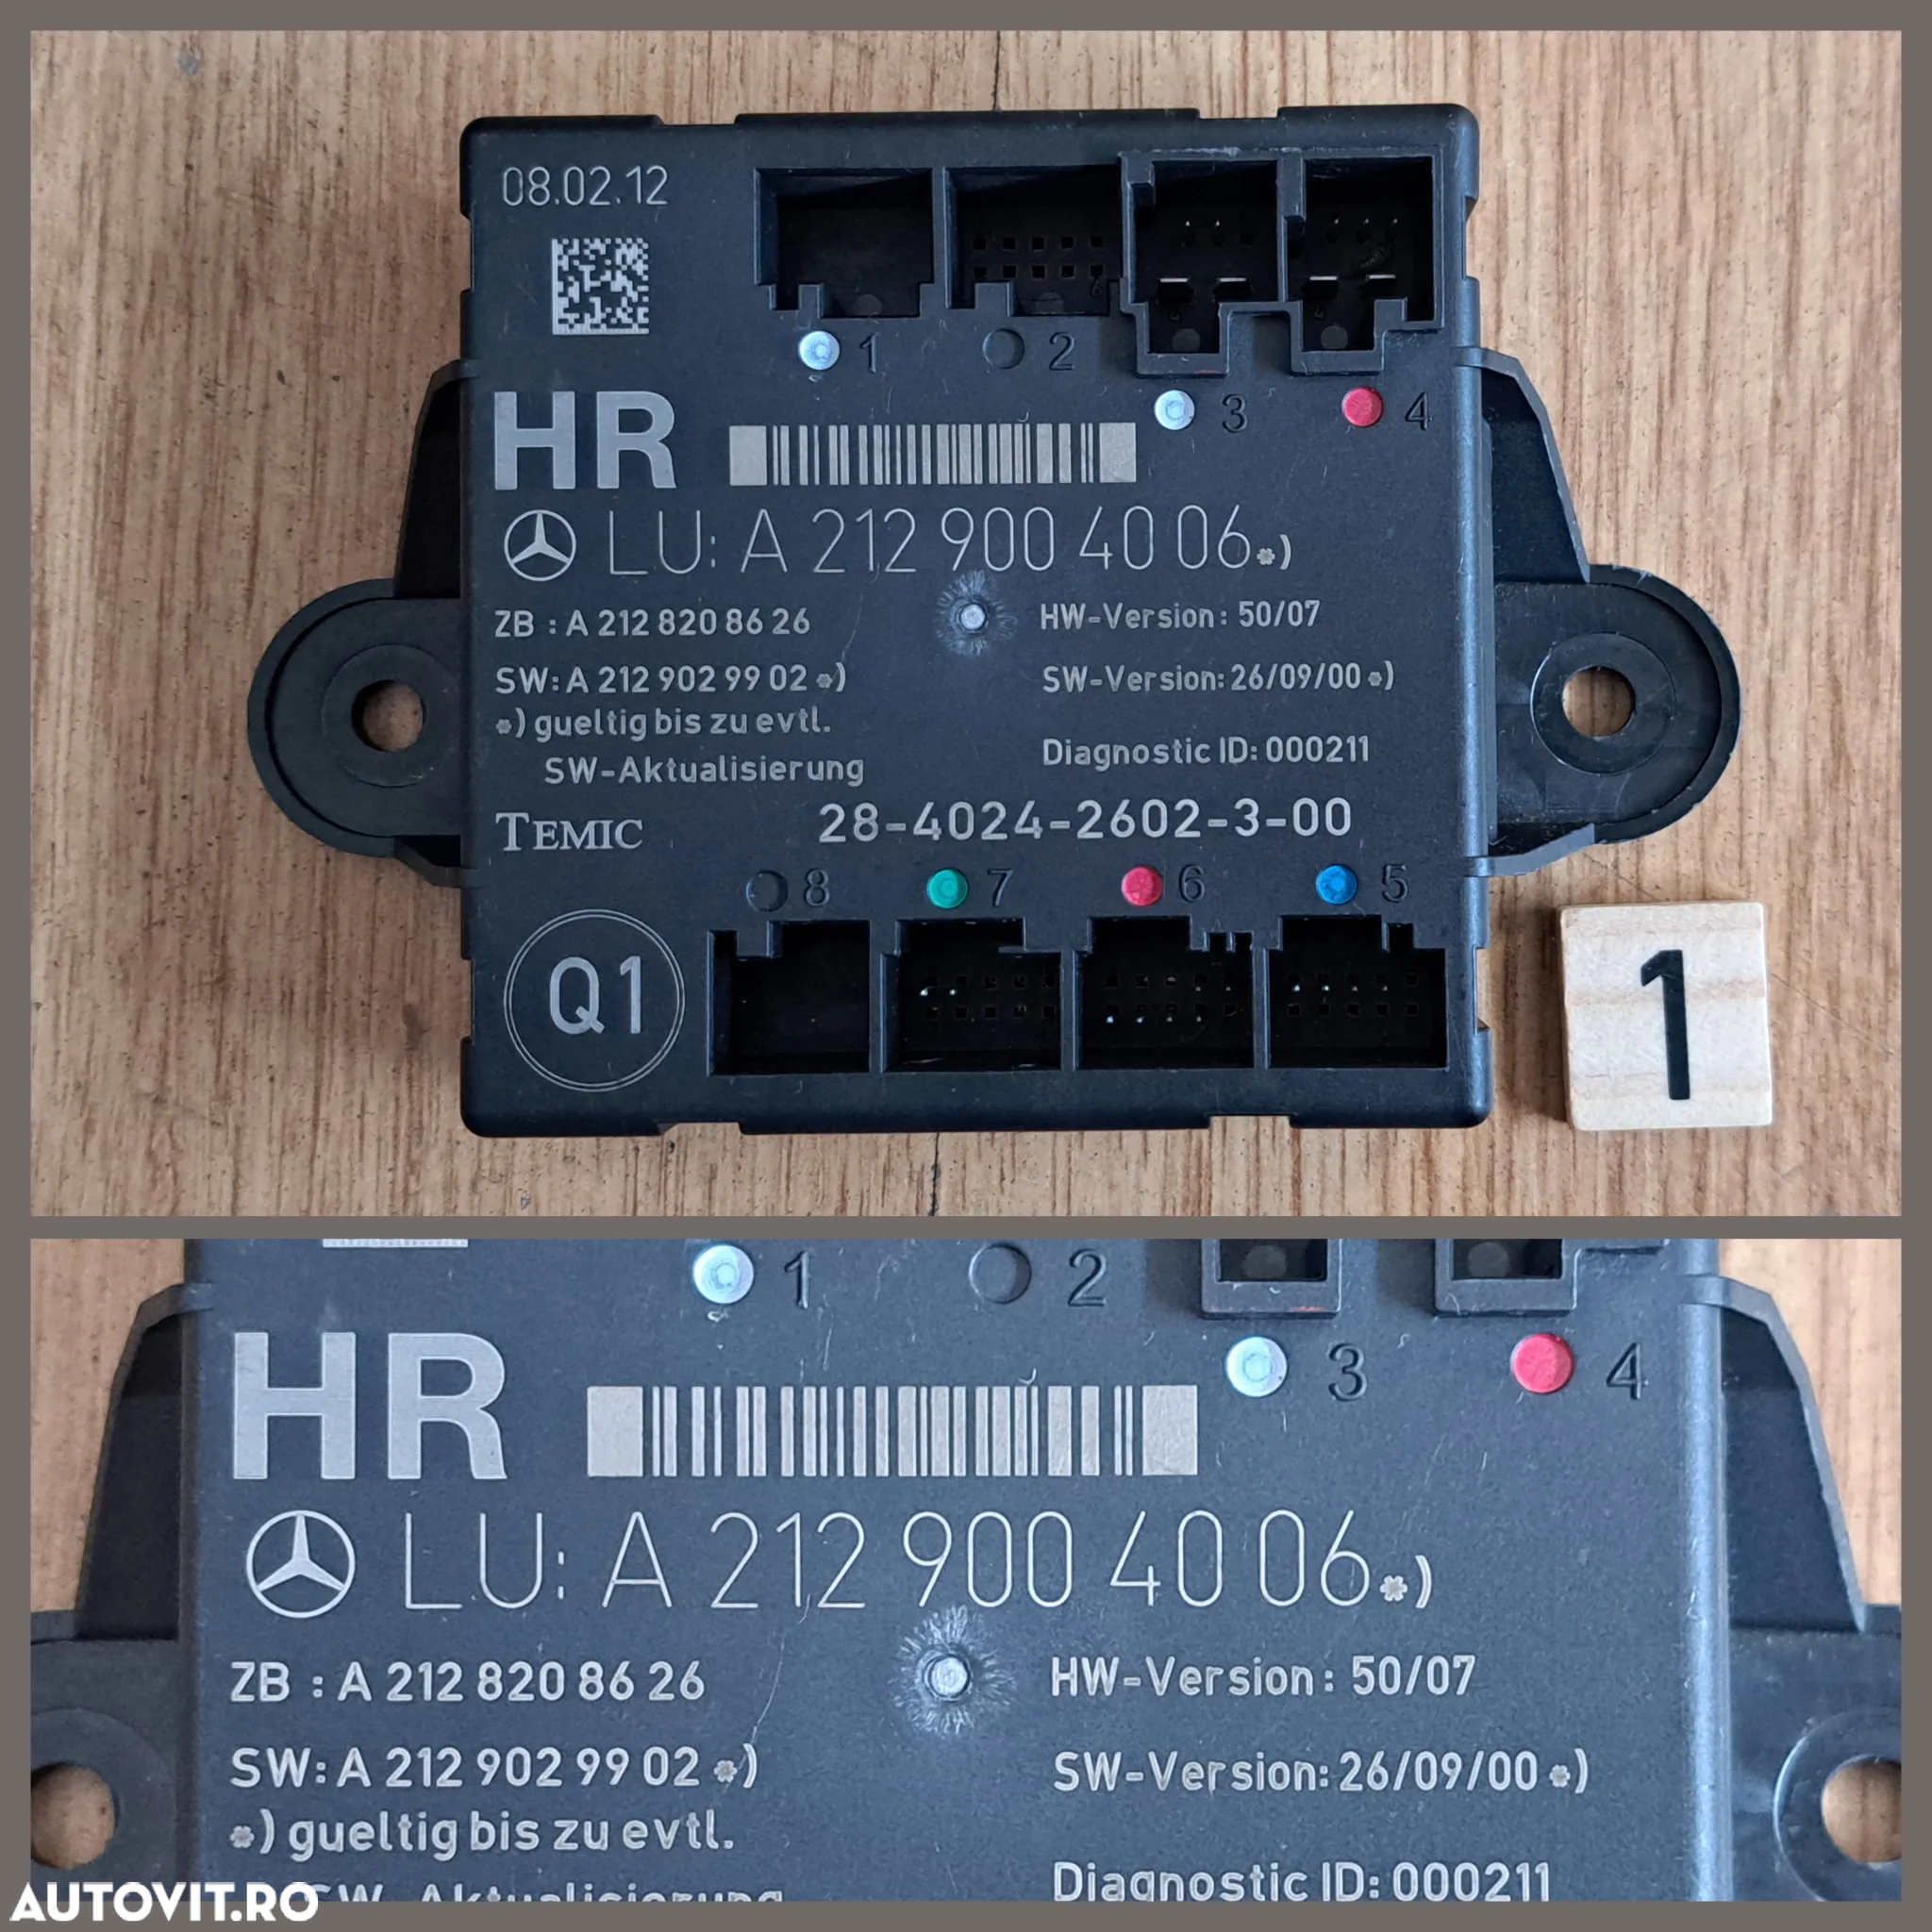 08.02.12
1 2
3 4
HR
LU: A 212 900 40 06 *)
ZB : A 212 820 86 26 HW-Version: 50/07
SW: A 212 902 99 02 *) SW-Version: 26/09/00 *)
*) gueltig bis zu evtl.
SW-Aktualisierung Diagnostic ID: 000211
TEMIC 28-4024-2602-3-00
8 7 6 5
Q1
1
1 2
3 4
HR
LU: A 212 900 40 06 *)
ZB : A 212 820 86 26 HW-Version: 50/07
SW: A 212 902 99 02 *) SW-Version: 26/09/00 *)
*) gueltig bis zu evtl.
SW-Aktualisierung Diagnostic ID: 000211
AUTOVIT.RO